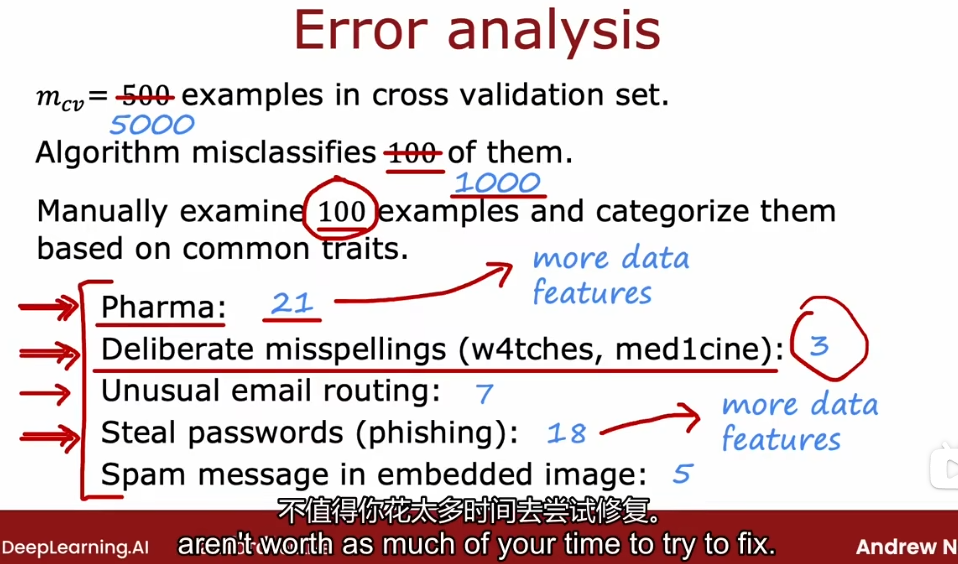 Error analysis
m_cv = 500 examples in cross validation set.
5000
Algorithm misclassifies 100 of them.
1000
Manually examine 100 examples and categorize them
based on common traits.
more data
features
Pharma: 21
Deliberate misspellings (w4tches, med1cine): 3
Unusual email routing: 7
more data
features
Steal passwords (phishing): 18
Spam message in embedded image: 5
不值得你花太多时间去尝试修复。
aren't worth as much of your time to try to fix.
DeepLearning.AI
Andrew N